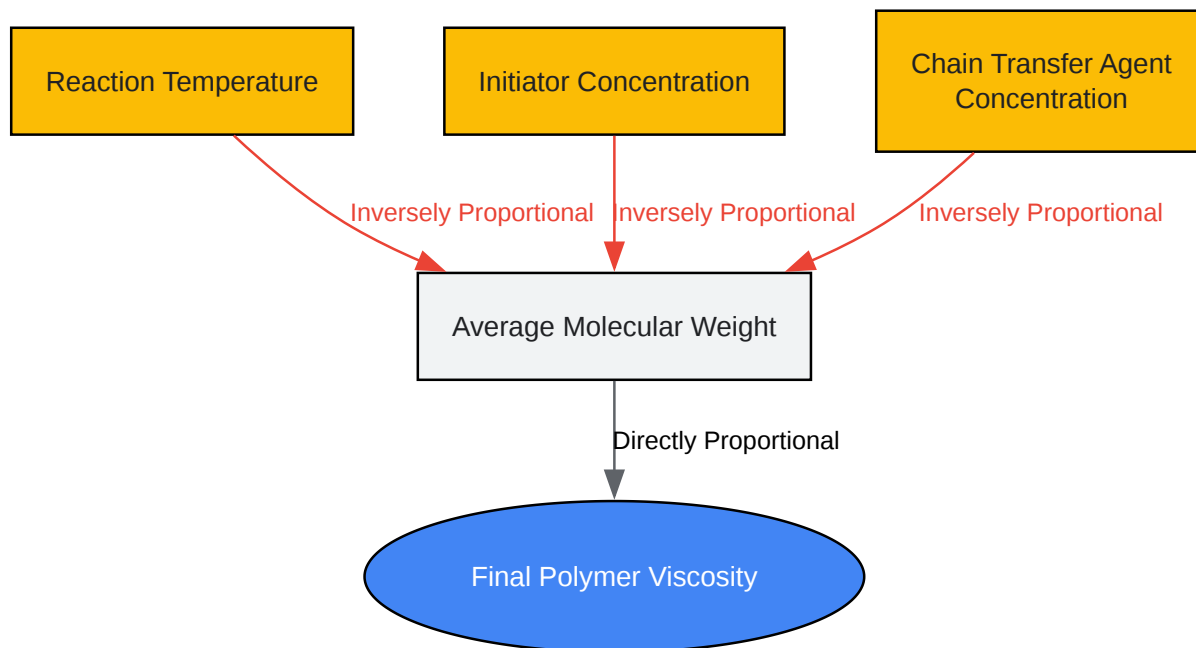 Reaction Temperature
Initiator Concentration
Chain Transfer Agent
Concentration
Inversely Proportional
Inversely Proportional
Inversely Proportional
Average Molecular Weight
Directly Proportional
Final Polymer Viscosity